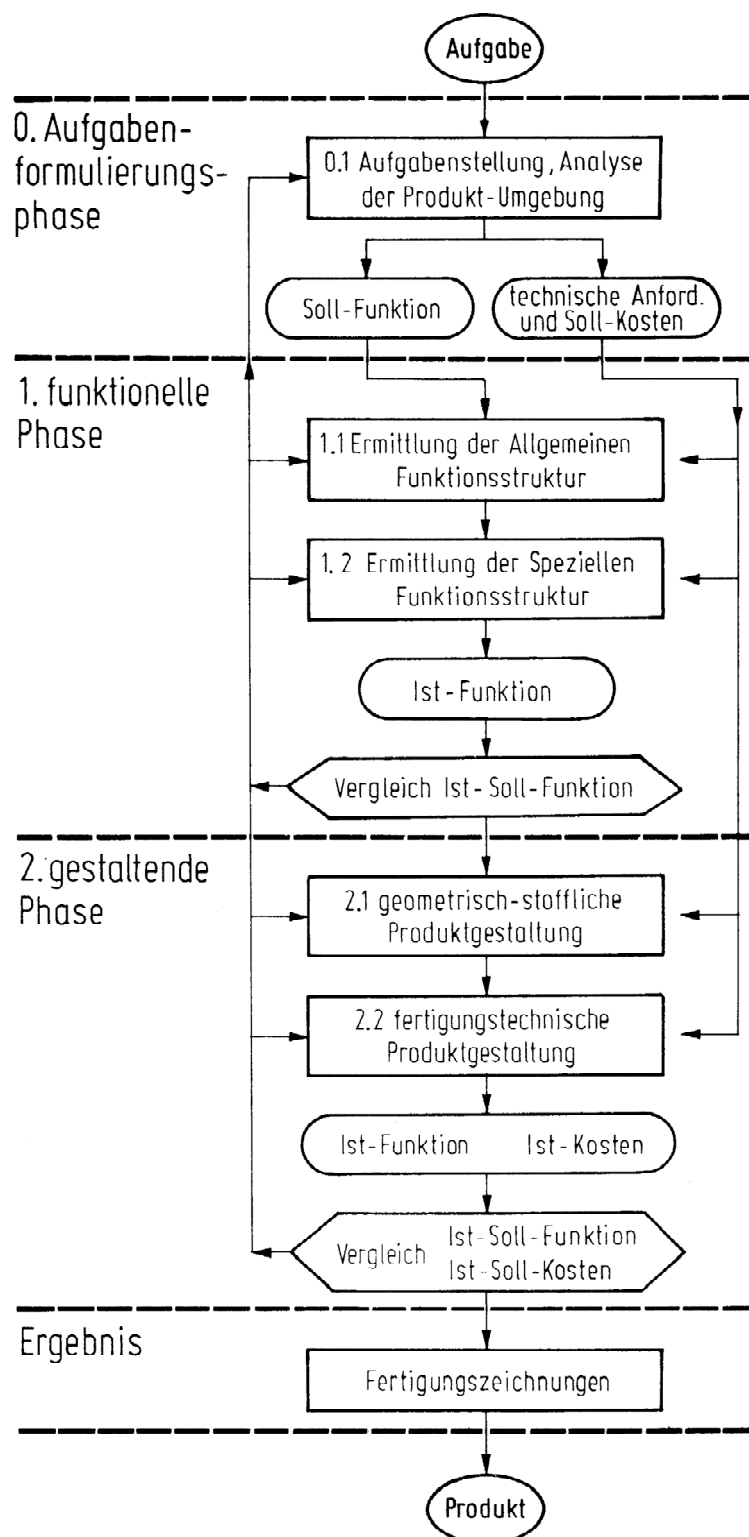 Aufgabe
0. Aufgaben-
formulierungs-
phase
0.1 Aufgabenstellung, Analyse
der Produkt-Umgebung
Soll-Funktion
technische Anford.
und Soll-Kosten
1. funktionelle
Phase
1.1 Ermittlung der Allgemeinen
Funktionsstruktur
1.2 Ermittlung der Speziellen
Funktionsstruktur
Ist-Funktion
Vergleich Ist-Soll-Funktion
2. gestaltende
Phase
2.1 geometrisch-stoffliche
Produktgestaltung
2.2 fertigungstechnische
Produktgestaltung
Ist-Funktion Ist-Kosten
Vergleich
Ist-Soll-Funktion
Ist-Soll-Kosten
Ergebnis
Fertigungszeichnungen
Produkt